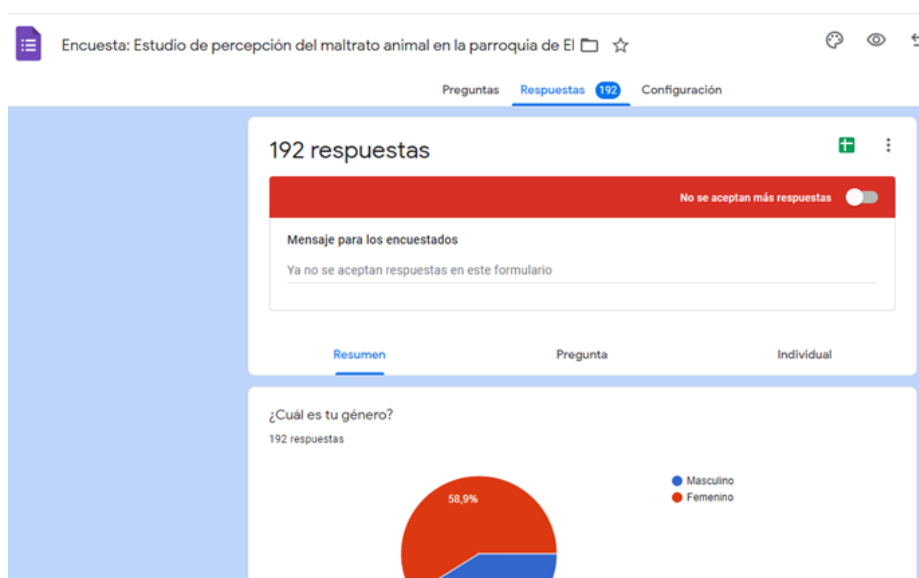 Encuesta: Estudio de percepción del maltrato animal en la parroquia de El
Preguntas Respuestas 192 Configuración
192 respuestas
No se aceptan más respuestas
Mensaje para los encuestados
Ya no se aceptan respuestas en este formulario
Resumen Pregunta Individual
¿Cuál es tu género?
192 respuestas
58,9%
Masculino
Femenino